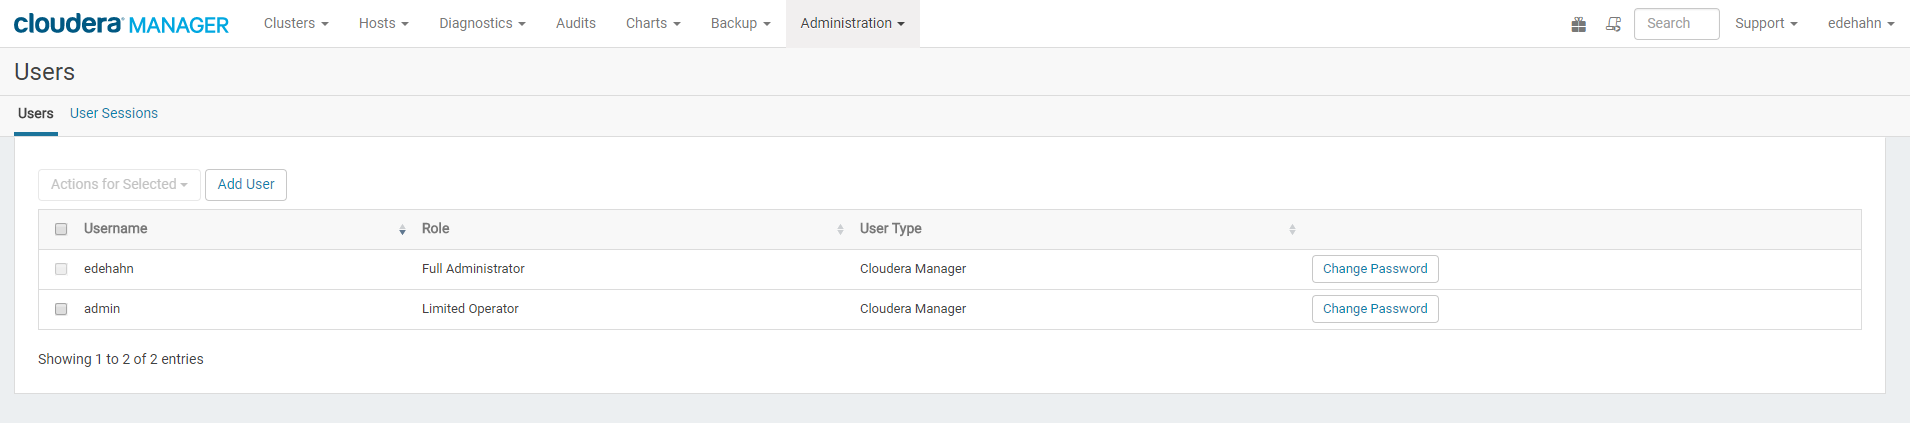 cloudera MANAGER Clusters Hosts Diagnostics Audits Charts Backup Administration Search Support edehahn
Users
Users User Sessions
Actions for Selected Add User
Username Role User Type
edehahn Full Administrator Cloudera Manager Change Password
admin Limited Operator Cloudera Manager Change Password
Showing 1 to 2 of 2 entries